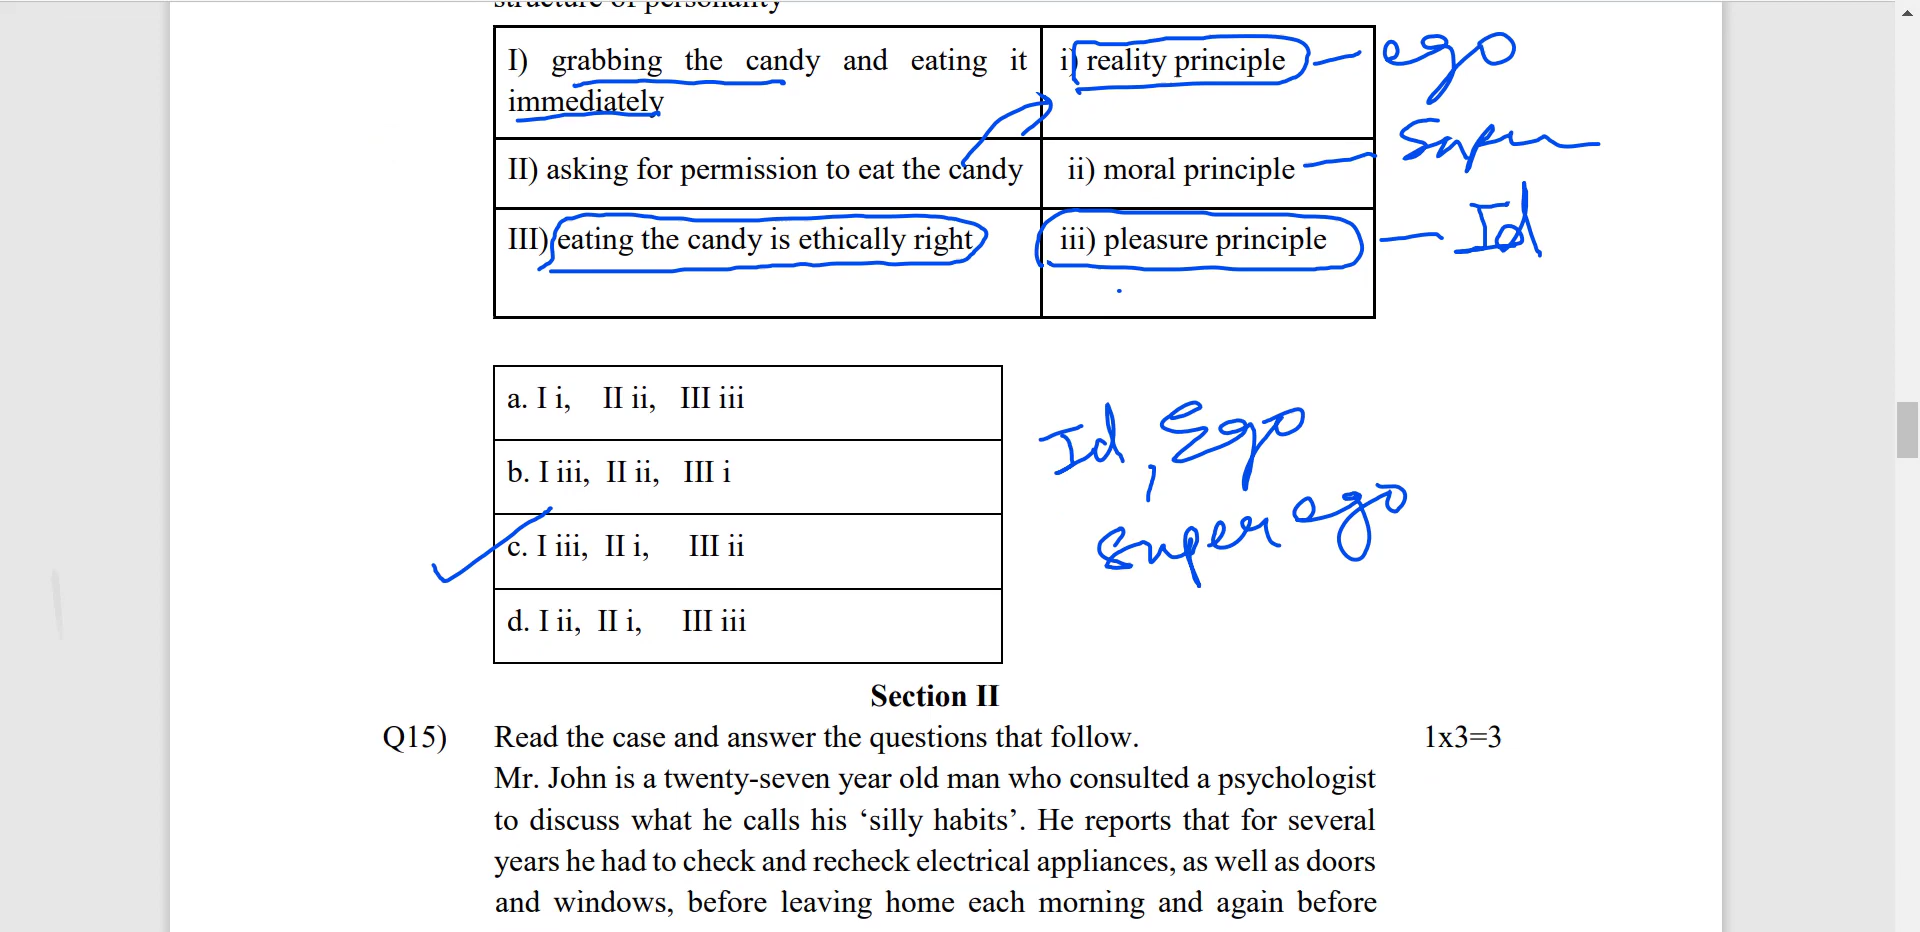 structure of personality
I) grabbing the candy and eating it i) reality principle ego
immediately
Super
II) asking for permission to eat the candy ii) moral principle
III) eating the candy is ethically right iii) pleasure principle Id
a. I i, II ii, III iii
Id, Ego
b. I iii, II ii, III i
super ego
c. I iii, II i, III ii
d. I ii, II i, III iii
Section II
Q15) Read the case and answer the questions that follow. 1x3=3
Mr. John is a twenty-seven year old man who consulted a psychologist
to discuss what he calls his ‘silly habits’. He reports that for several
years he had to check and recheck electrical appliances, as well as doors
and windows, before leaving home each morning and again before